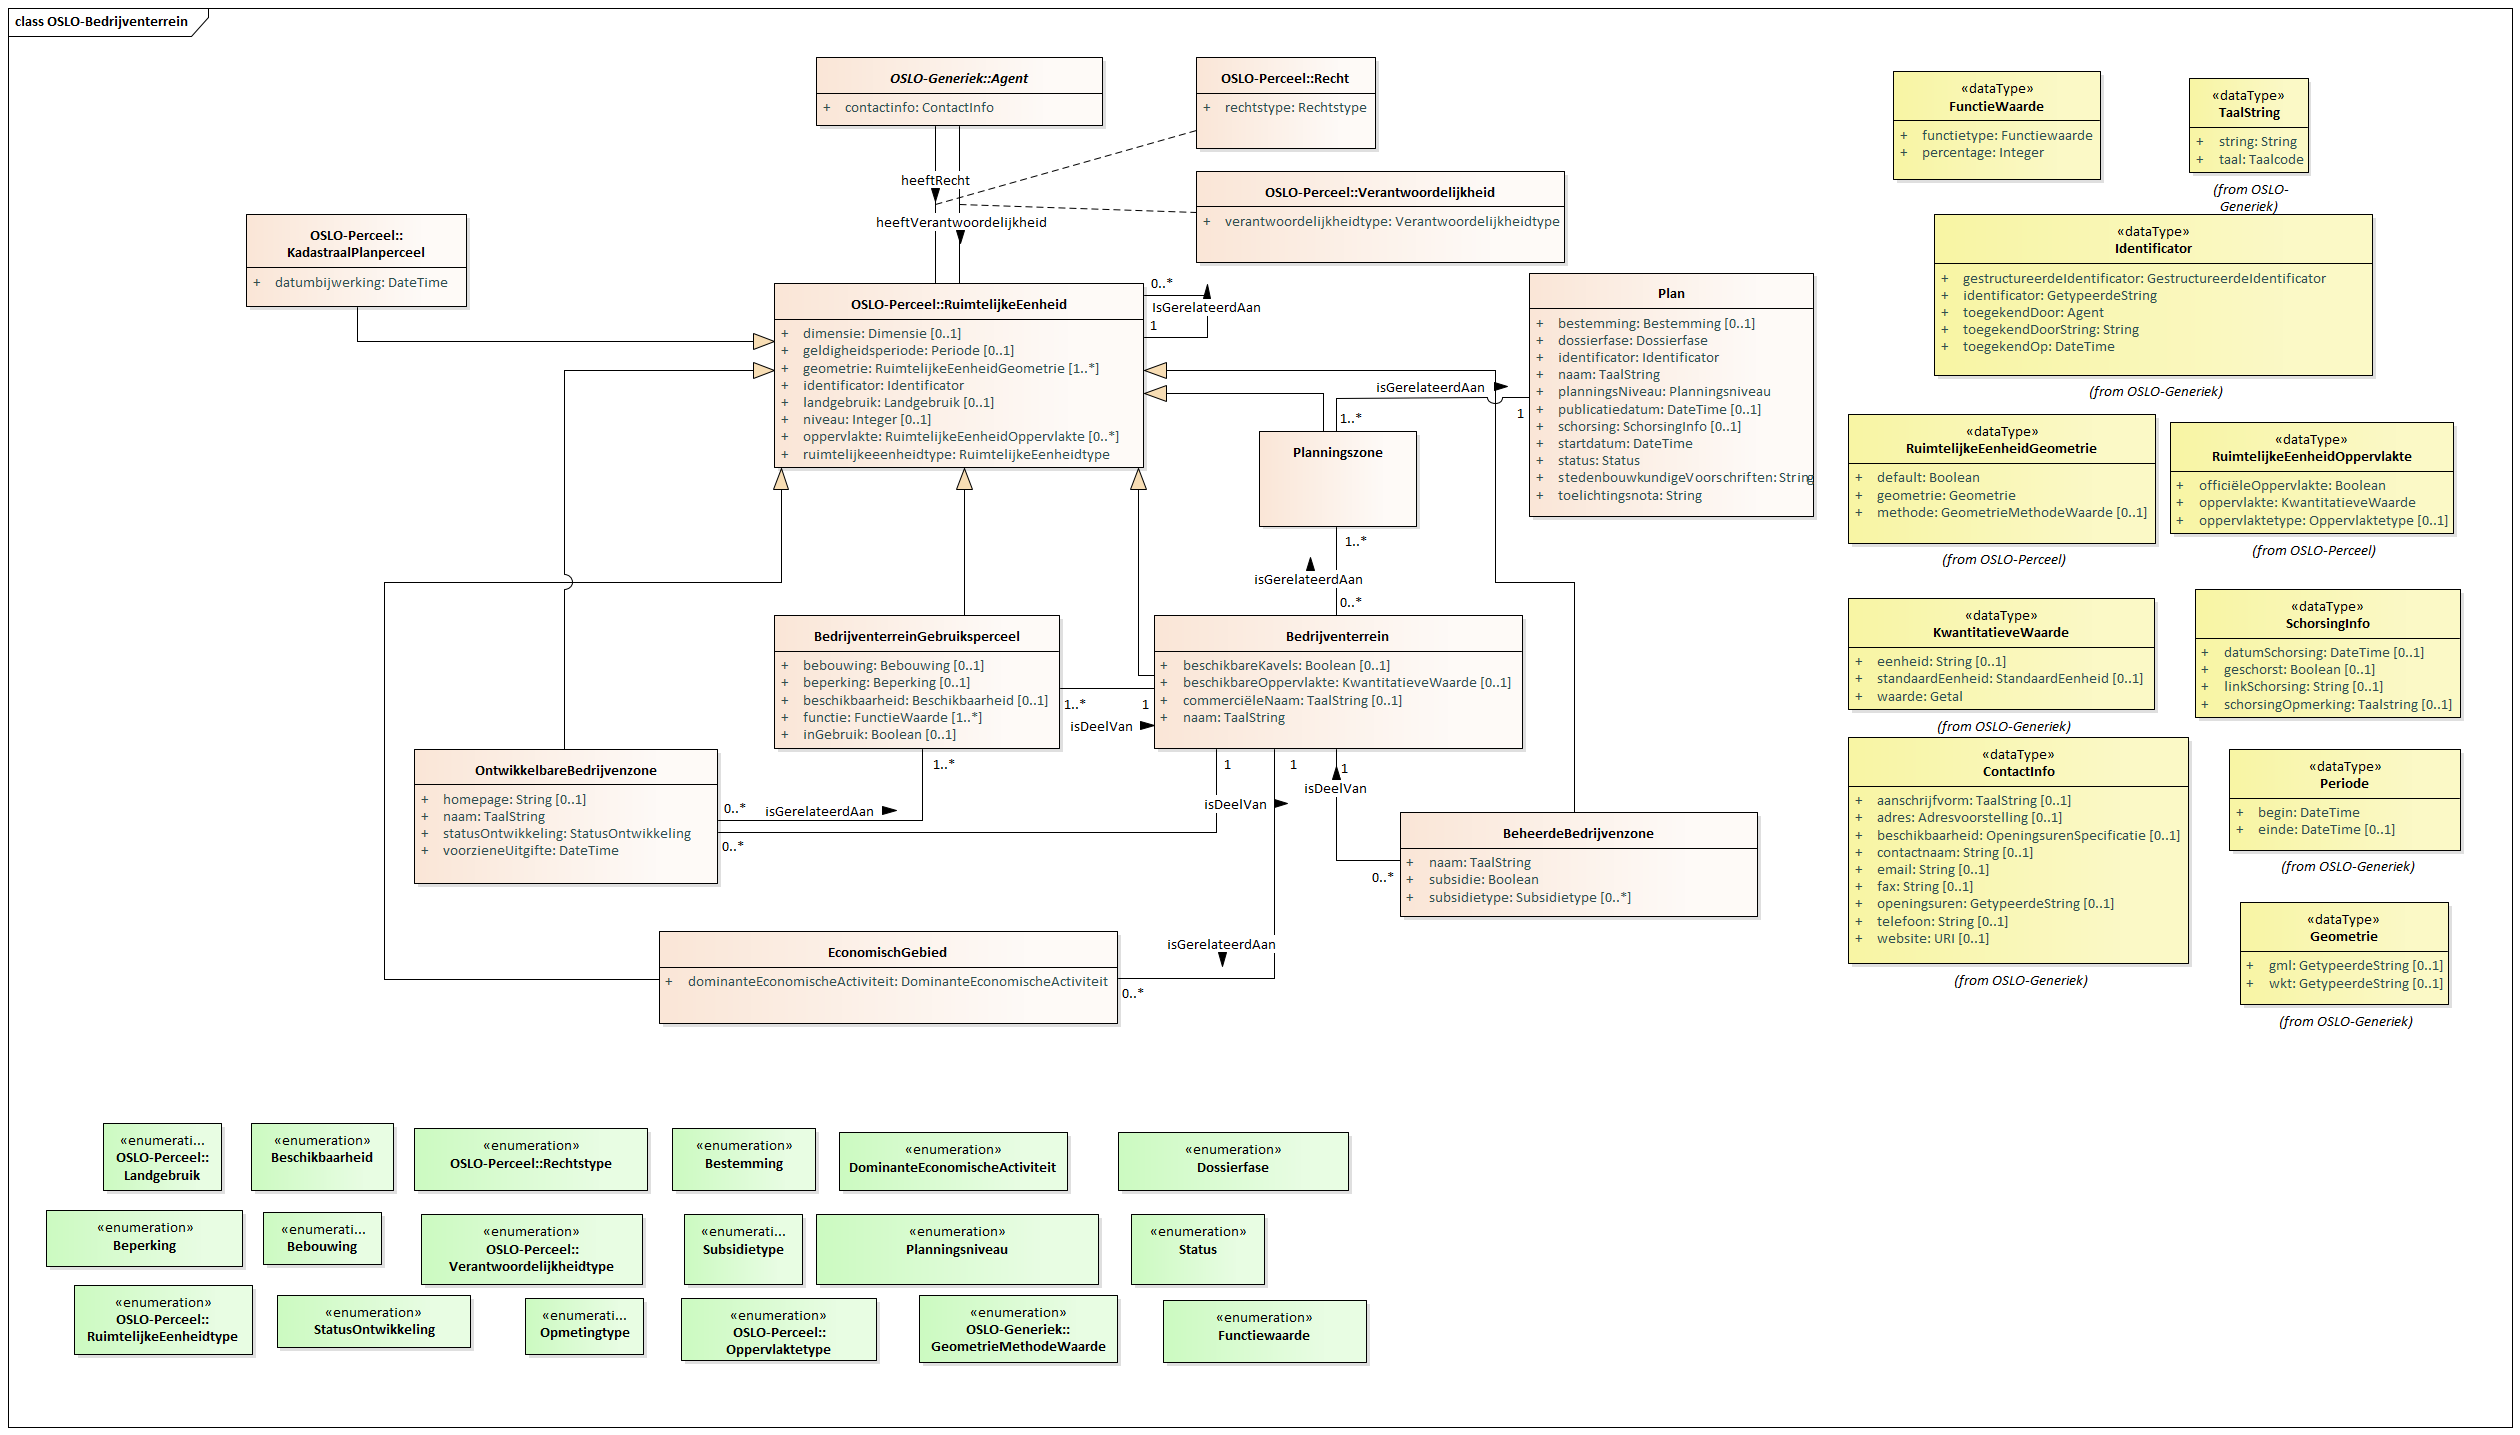 class OSLO-Bedrijventerrein
OSLO-Generiek::Agent
+ contactinfo: ContactInfo
OSLO-Perceel::Recht
+ rechtstype: Rechtstype
heeftRecht
OSLO-Perceel::Verantwoordelijkheid
+ verantwoordelijkheidtype: Verantwoordelijkheidtype
heeftVerantwoordelijkheid
OSLO-Perceel::
KadastraalPlanperceel
+ datumbijwerking: DateTime
OSLO-Perceel::RuimtelijkeEenheid
+ dimensie: Dimensie [0..1]
+ geldigheidsperiode: Periode [0..1]
+ geometrie: RuimtelijkeEenheidGeometrie [1..*]
+ identificator: Identificator
+ landgebruik: Landgebruik [0..1]
+ niveau: Integer [0..1]
+ oppervlakte: RuimtelijkeEenheidOppervlakte [0..*]
+ ruimtelijkeeenheidtype: RuimtelijkeEenheidtype
0..*
IsGerelateerdAan
1
Plan
+ bestemming: Bestemming [0..1]
+ dossierfase: Dossierfase
+ identificator: Identificator
+ naam: TaalString
+ planningsNiveau: Planningsniveau
+ publicatiedatum: DateTime [0..1]
+ schorsing: SchorsingInfo [0..1]
+ startdatum: DateTime
+ status: Status
+ stedenbouwkundigeVoorschriften: String
+ toelichtingsnota: String
isGerelateerdAan
1..*
1
Planningszone
1..*
isGerelateerdAan
0..*
BedrijventerreinGebruiksperceel
+ bebouwing: Bebouwing [0..1]
+ beperking: Beperking [0..1]
+ beschikbaarheid: Beschikbaarheid [0..1]
+ functie: FunctieWaarde [1..*]
+ inGebruik: Boolean [0..1]
Bedrijventerrein
+ beschikbareKavels: Boolean [0..1]
+ beschikbareOppervlakte: KwantitatieveWaarde [0..1]
+ commerciëleNaam: TaalString [0..1]
+ naam: TaalString
1..*
1
isDeelVan
OntwikkelbareBedrijvenzone
+ homepage: String [0..1]
+ naam: TaalString
+ statusOntwikkeling: StatusOntwikkeling
+ voorzieneUitgifte: DateTime
1..*
0..*
isGerelateerdAan
0..*
1
isDeelVan
1
1
isDeelVan
0..*
BeheerdeBedrijvenzone
+ naam: TaalString
+ subsidie: Boolean
+ subsidietype: Subsidietype [0..*]
EconomischGebied
+ dominanteEconomischeActiviteit: DominanteEconomischeActiviteit
isGerelateerdAan
0..*
«dataType»
FunctieWaarde
+ functietype: Functiewaarde
+ percentage: Integer
«dataType»
TaalString
+ string: String
+ taal: Taalcode
(from OSLO-
Generiek)
«dataType»
Identificator
+ gestructureerdeIdentificator: GestructureerdeIdentificator
+ identificator: GetypeerdeString
+ toegekendDoor: Agent
+ toegekendDoorString: String
+ toegekendOp: DateTime
(from OSLO-Generiek)
«dataType»
RuimtelijkeEenheidGeometrie
+ default: Boolean
+ geometrie: Geometrie
+ methode: GeometrieMethodeWaarde [0..1]
(from OSLO-Perceel)
«dataType»
RuimtelijkeEenheidOppervlakte
+ officiëleOppervlakte: Boolean
+ oppervlakte: KwantitatieveWaarde
+ oppervlaktetype: Oppervlaktetype [0..1]
(from OSLO-Perceel)
«dataType»
KwantitatieveWaarde
+ eenheid: String [0..1]
+ standaardEenheid: StandaardEenheid [0..1]
+ waarde: Getal
(from OSLO-Generiek)
«dataType»
SchorsingInfo
+ datumSchorsing: DateTime [0..1]
+ geschorst: Boolean [0..1]
+ linkSchorsing: String [0..1]
+ schorsingOpmerking: Taalstring [0..1]
«dataType»
ContactInfo
+ aanschrijfvorm: TaalString [0..1]
+ adres: Adresvoorstelling [0..1]
+ beschikbaarheid: OpeningsurenSpecificatie [0..1]
+ contactnaam: String [0..1]
+ email: String [0..1]
+ fax: String [0..1]
+ openingsuren: GetypeerdeString [0..1]
+ telefoon: String [0..1]
+ website: URI [0..1]
(from OSLO-Generiek)
«dataType»
Periode
+ begin: DateTime
+ einde: DateTime [0..1]
(from OSLO-Generiek)
«dataType»
Geometrie
+ gml: GetypeerdeString [0..1]
+ wkt: GetypeerdeString [0..1]
(from OSLO-Generiek)
«enumerati...
OSLO-Perceel::
Landgebruik
«enumeration»
Beschikbaarheid
«enumeration»
OSLO-Perceel::Rechtstype
«enumeration»
Bestemming
«enumeration»
DominanteEconomischeActiviteit
«enumeration»
Dossierfase
«enumeration»
Beperking
«enumerati...
Bebouwing
«enumeration»
OSLO-Perceel::
Verantwoordelijkheidtype
«enumerati...
Subsidietype
«enumeration»
Planningsniveau
«enumeration»
Status
«enumeration»
OSLO-Perceel::
RuimtelijkeEenheidtype
«enumeration»
StatusOntwikkeling
«enumerati...
Opmetingtype
«enumeration»
OSLO-Perceel::
Oppervlaktetype
«enumeration»
OSLO-Generiek::
GeometrieMethodeWaarde
«enumeration»
Functiewaarde